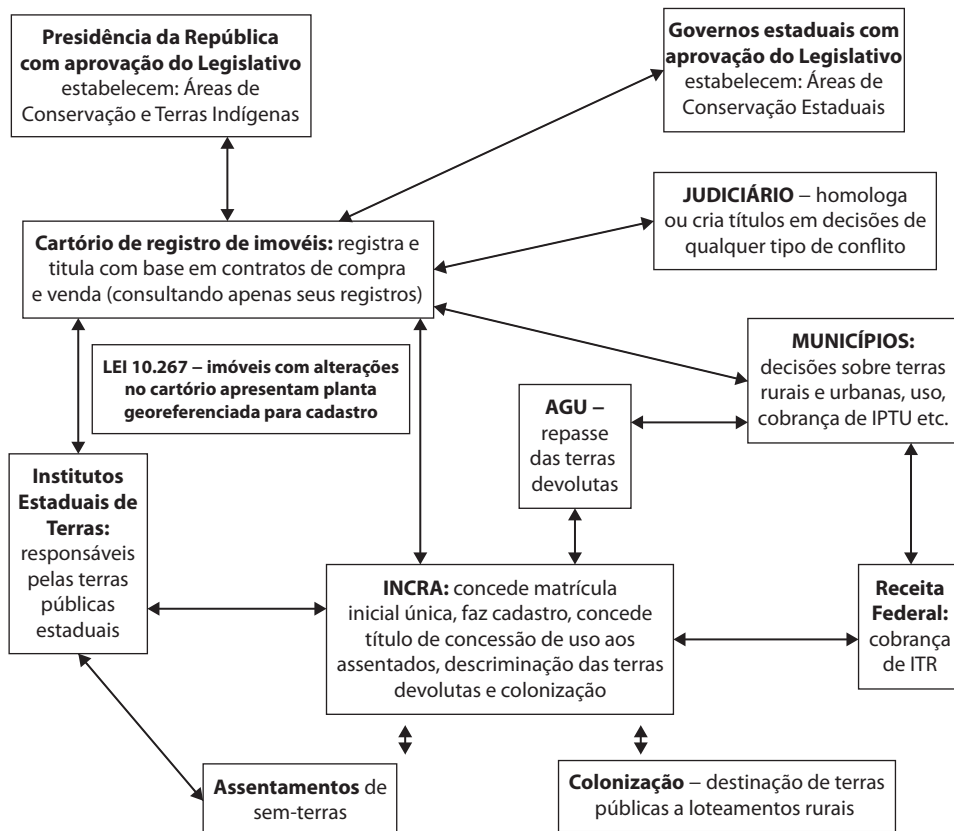 Presidência da República
com aprovação do Legislativo
estabelecem: Áreas de
Conservação e Terras Indígenas
Governos estaduais com
aprovação do Legislativo
estabelecem: Áreas de
Conservação Estaduais
JUDICIÁRIO – homologa
ou cria títulos em decisões de
qualquer tipo de conflito
Cartório de registro de imovéis: registra e
titula com base em contratos de compra
e venda (consultando apenas seus registros)
LEI 10.267 – imóveis com alterações
no cartório apresentam planta
georeferenciada para cadastro
MUNICÍPIOS:
decisões sobre terras
rurais e urbanas, uso,
cobrança de IPTU etc.
AGU –
repasse
das terras
devolutas
Institutos
Estaduais de
Terras:
responsáveis
pelas terras
públicas
estaduais
INCRA: concede matrícula
inicial única, faz cadastro, concede
título de concessão de uso aos
assentados, descriminação das terras
devolutas e colonização
Receita
Federal:
cobrança
de ITR
Assentamentos de
sem-terras
Colonização – destinação de terras
públicas a loteamentos rurais